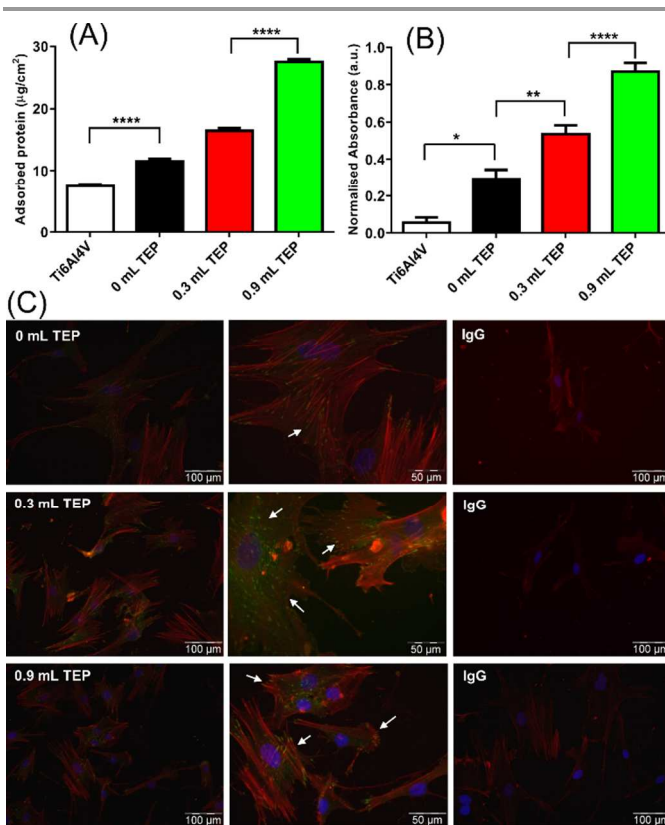 (A)
Adsorbed protein (μg/cm²)
30
20
10
0
****
****
Ti6Al4V
0 mL TEP
0.3 mL TEP
0.9 mL TEP
(B)
Normalised Absorbance (a.u.)
1.0
0.8
0.6
0.4
0.2
0.0
*
**
****
Ti6Al4V
0 mL TEP
0.3 mL TEP
0.9 mL TEP
(C)
0 mL TEP
100 μm
50 μm
IgG
100 μm
0.3 mL TEP
100 μm
50 μm
IgG
100 μm
0.9 mL TEP
100 μm
50 μm
IgG
100 μm